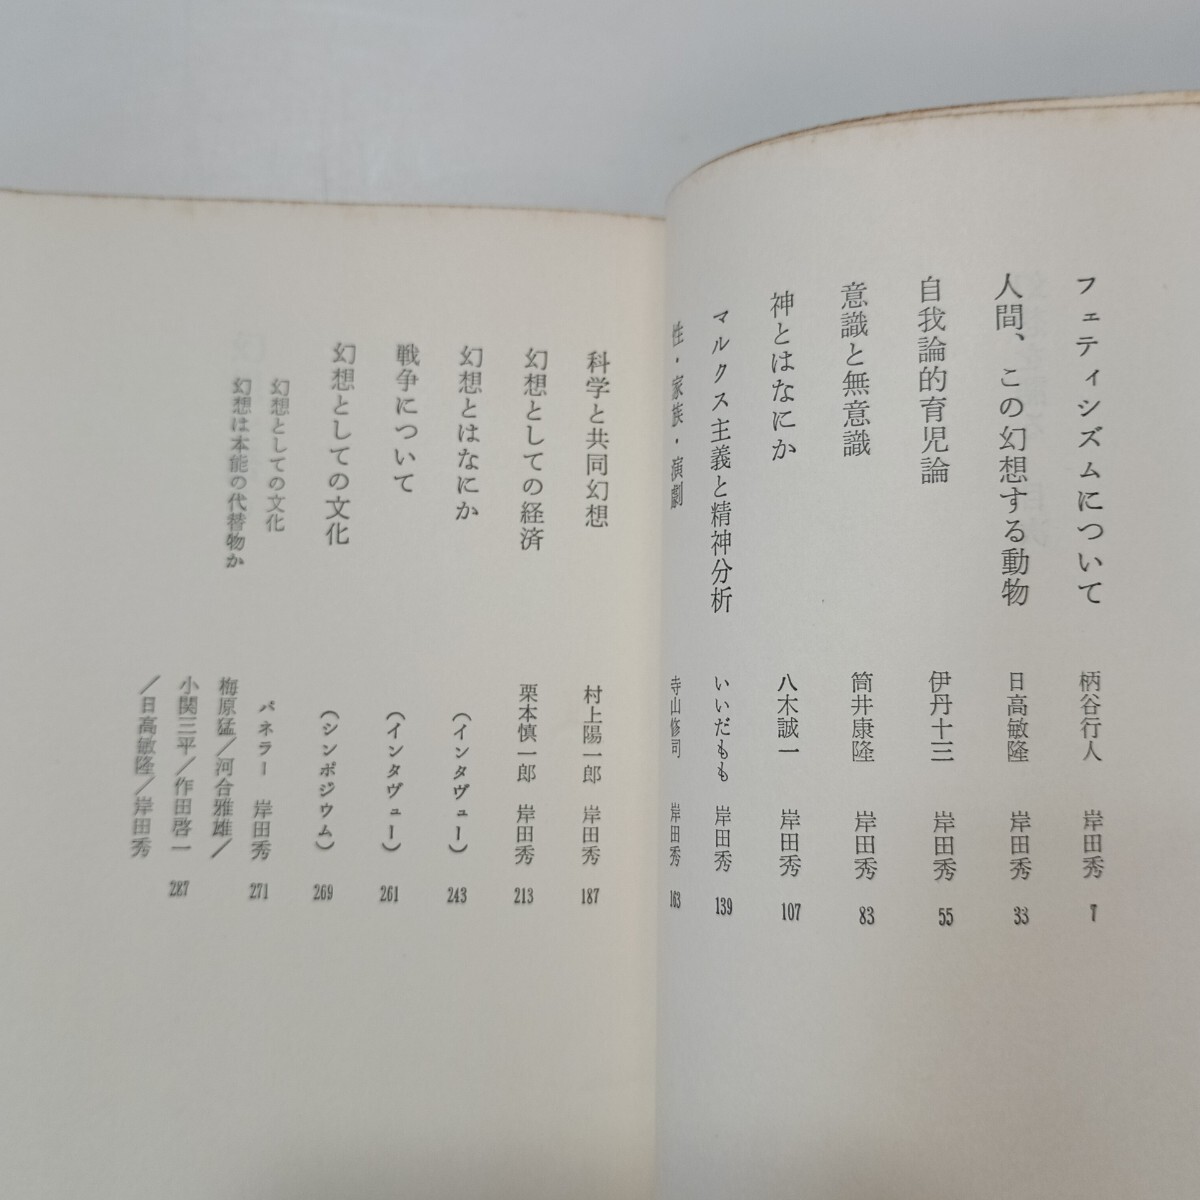 フェティシズムについて 柄谷行人 岸田秀 7
人間、この幻想する動物 日高敏隆 岸田秀 33
自我論的育児論 伊丹十三 岸田秀 55
意識と無意識 筒井康隆 岸田秀 83
神とはなにか 八木誠一 岸田秀 107
マルクス主義と精神分析 いいだもも 岸田秀 139
性・家族・演劇 寺山修司 岸田秀 163
科学と共同幻想 村上陽一郎 岸田秀 187
幻想としての経済 栗本慎一郎 岸田秀 213
幻想とはなにか （インタヴュー） 243
戦争について （インタヴュー） 261
幻想としての文化 （シンポジウム） 269
幻想としての文化 パネラー 岸田秀 271
幻想は本能の代替物か 梅原猛／河合雅雄／
小関三平／作田啓一 287
／日高敏隆／岸田秀